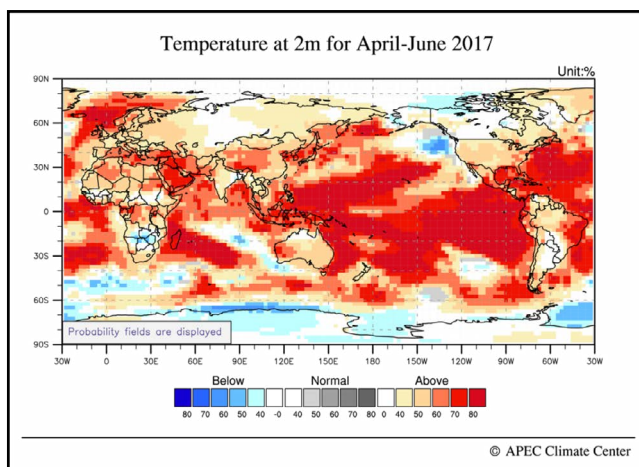 Temperature at 2m for April-June 2017
Unit:%
90N
60N
30N
0
30S
60S
90S
Probability fields are displayed
30W 0 30E 60E 90E 120E 150E 180 150W 120W 90W 60W 30W
Below Normal Above
80 70 60 50 40 -0 40 50 60 70 80 0 40 50 60 70 80
© APEC Climate Center